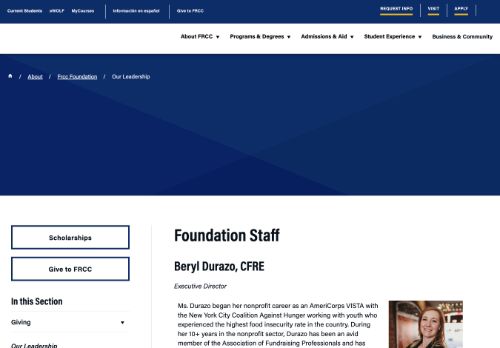 Current Students eWOLF MyCourses Información en español Give to FRCC REQUEST INFO VISIT APPLY
About FRCC ▼ Programs & Degrees ▼ Admissions & Aid ▼ Student Experience ▼ Business & Community
/ About / Frcc Foundation / Our Leadership
Scholarships
Give to FRCC
In this Section
Giving ▼
Our Leadership
Foundation Staff
Beryl Durazo, CFRE
Executive Director
Ms. Durazo began her nonprofit career as an AmeriCorps VISTA with
the New York City Coalition Against Hunger working with youth who
experienced the highest food insecurity rate in the country. During
her 10+ years in the nonprofit sector, Durazo has been an avid
member of the Association of Fundraising Professionals and has